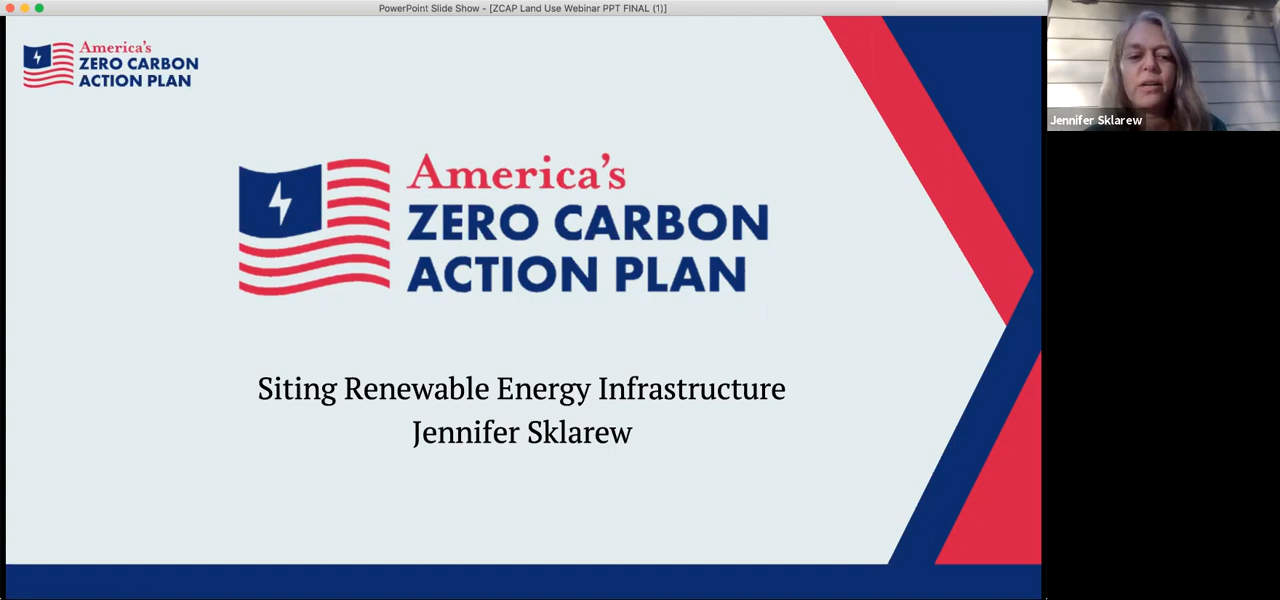 PowerPoint Slide Show - [ZCAP Land Use Webinar PPT FINAL (1)]
America's
ZERO CARBON
ACTION PLAN
America's
ZERO CARBON
ACTION PLAN
Siting Renewable Energy Infrastructure
Jennifer Sklarew
Jennifer Sklarew